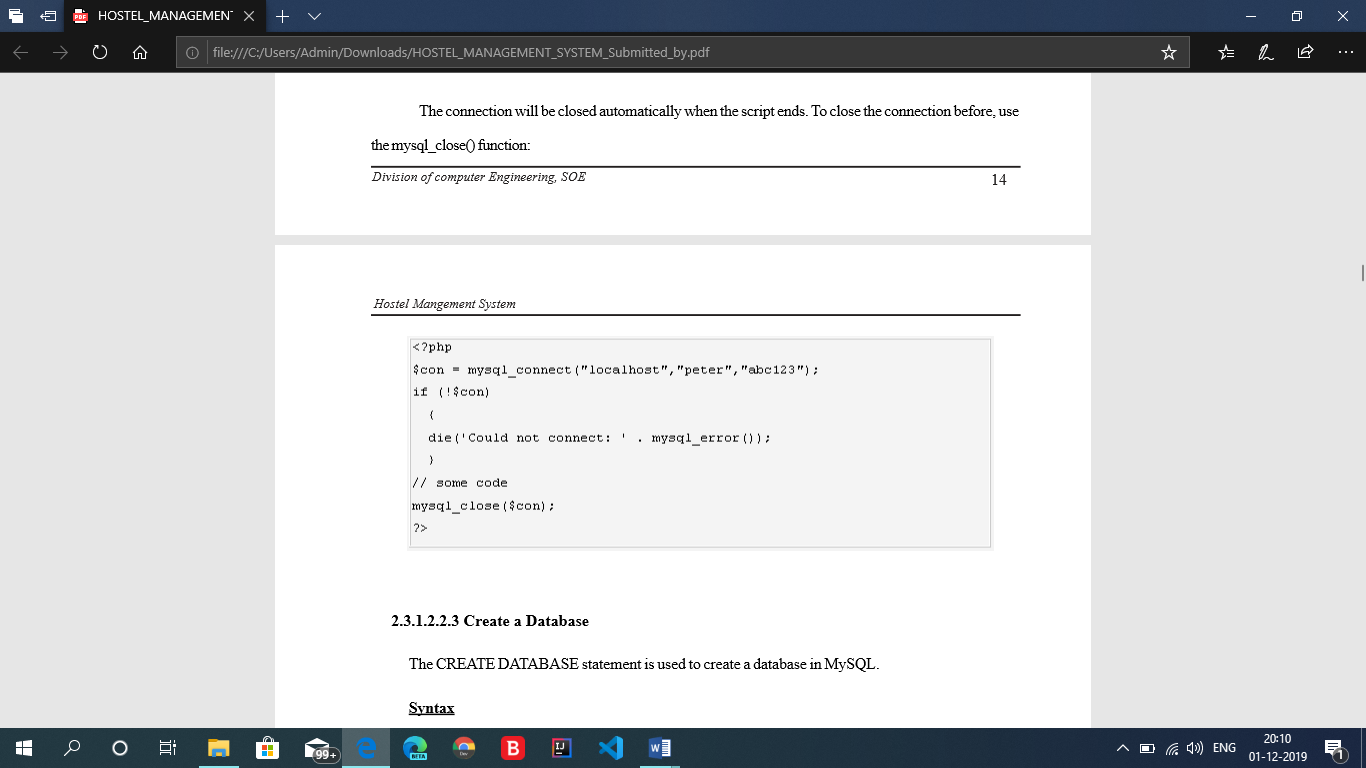 HOSTEL_MANAGEMEN
file:///C:/Users/Admin/Downloads/HOSTEL_MANAGEMENT_SYSTEM_Submitted_by.pdf
The connection will be closed automatically when the script ends. To close the connection before, use
the mysql_close() function:
Division of computer Engineering, SOE 14
Hostel Mangement System
<?php
$con = mysql_connect("localhost","peter","abc123");
if (!$con)
{
die('Could not connect: ' . mysql_error());
}
// some code
mysql_close($con);
?>
2.3.1.2.2.3 Create a Database
The CREATE DATABASE statement is used to create a database in MySQL.
Syntax
99+
BETA
Dev
B
IJ
W
ENG
20:10
01-12-2019
1